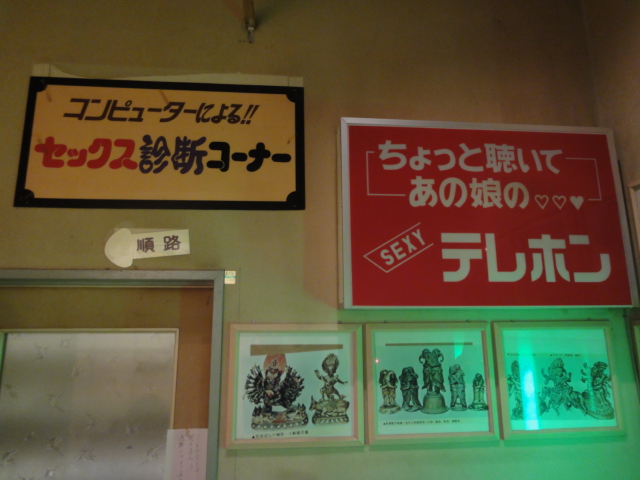 コンピューターによる!!
セックス診断コーナー
順路
ちょっと聴いて
あの娘の♡♡♥
SEXY
テレホン